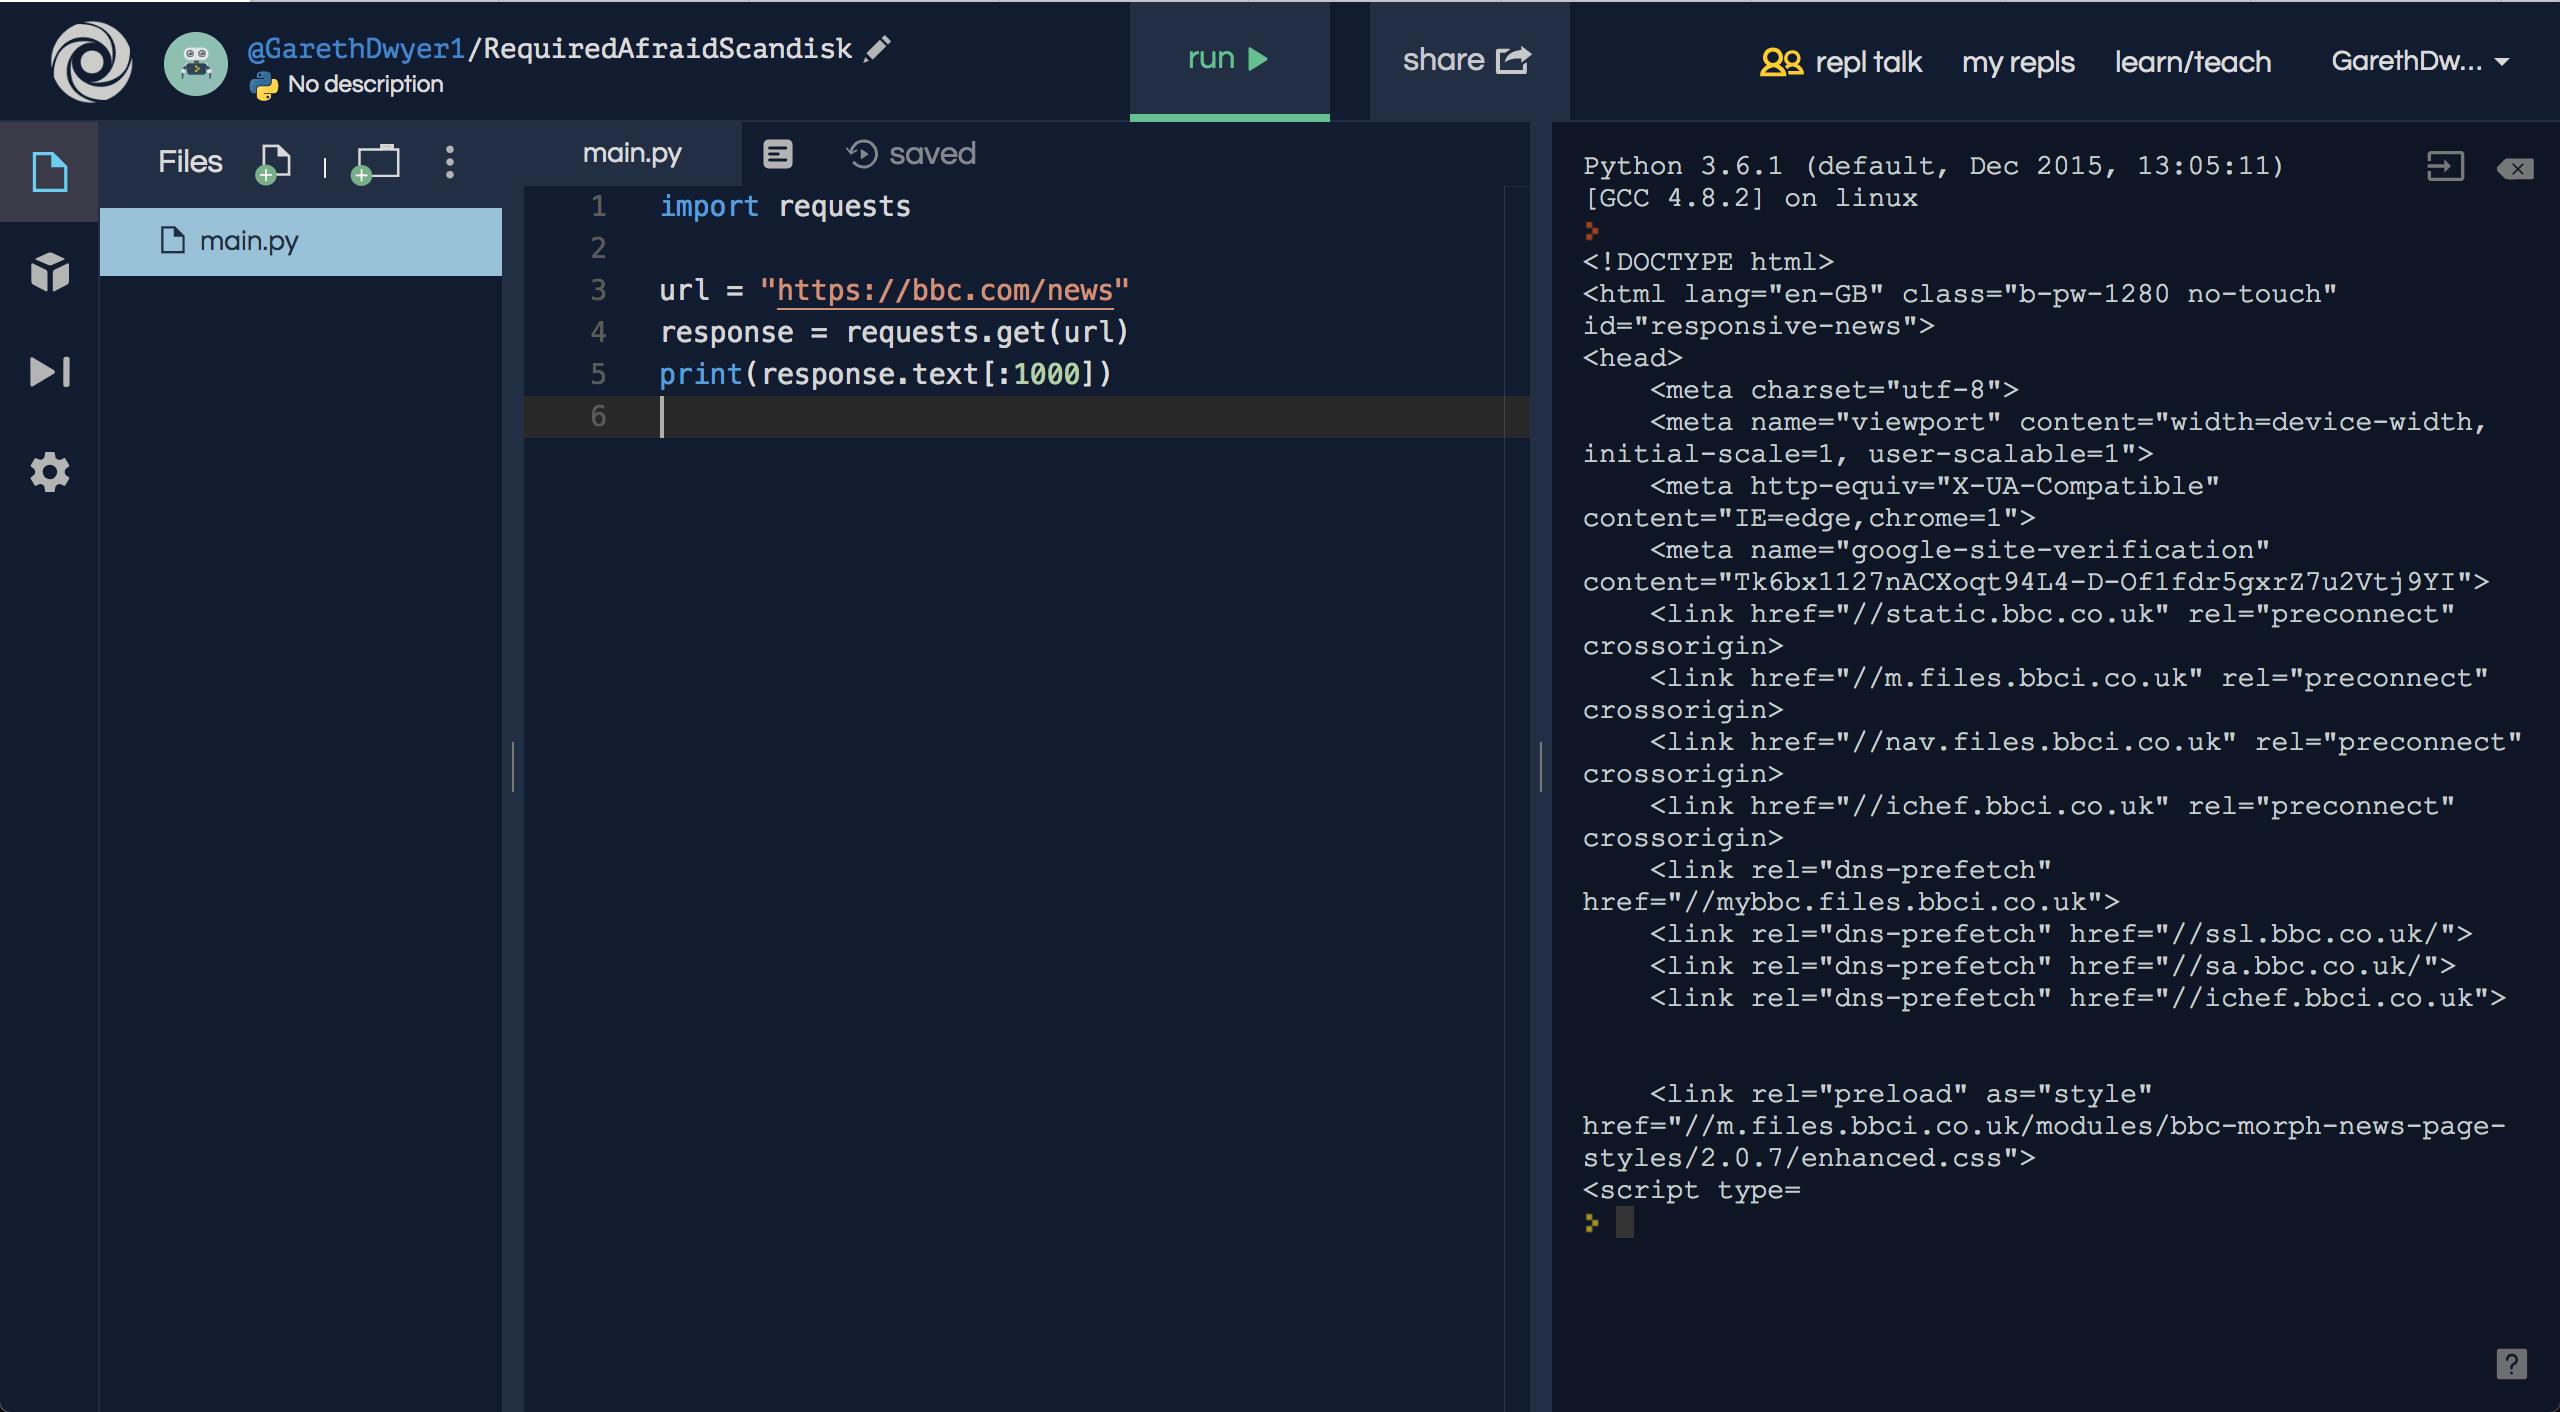 @GarethDwyer1/RequiredAfraidScandisk
No description
run
share
repl talk
my repls
learn/teach
GarethDw...
Files
main.py
main.py
saved
1 import requests
2
3 url = "https://bbc.com/news"
4 response = requests.get(url)
5 print(response.text[:1000])
6
Python 3.6.1 (default, Dec 2015, 13:05:11)
[GCC 4.8.2] on linux
<!DOCTYPE html>
<html lang="en-GB" class="b-pw-1280 no-touch"
id="responsive-news">
<head>
    <meta charset="utf-8">
    <meta name="viewport" content="width=device-width,
initial-scale=1, user-scalable=1">
    <meta http-equiv="X-UA-Compatible"
content="IE=edge,chrome=1">
    <meta name="google-site-verification"
content="Tk6bx1127nACXoqt94L4-D-Of1fdr5gxrZ7u2Vtj9YI">
    <link href="//static.bbc.co.uk" rel="preconnect"
crossorigin>
    <link href="//m.files.bbci.co.uk" rel="preconnect"
crossorigin>
    <link href="//nav.files.bbci.co.uk" rel="preconnect"
crossorigin>
    <link href="//ichef.bbci.co.uk" rel="preconnect"
crossorigin>
    <link rel="dns-prefetch"
href="//mybbc.files.bbci.co.uk">
    <link rel="dns-prefetch" href="//ssl.bbc.co.uk/">
    <link rel="dns-prefetch" href="//sa.bbc.co.uk/">
    <link rel="dns-prefetch" href="//ichef.bbci.co.uk">
    <link rel="preload" as="style"
href="//m.files.bbci.co.uk/modules/bbc-morph-news-page-
styles/2.0.7/enhanced.css">
<script type=
?